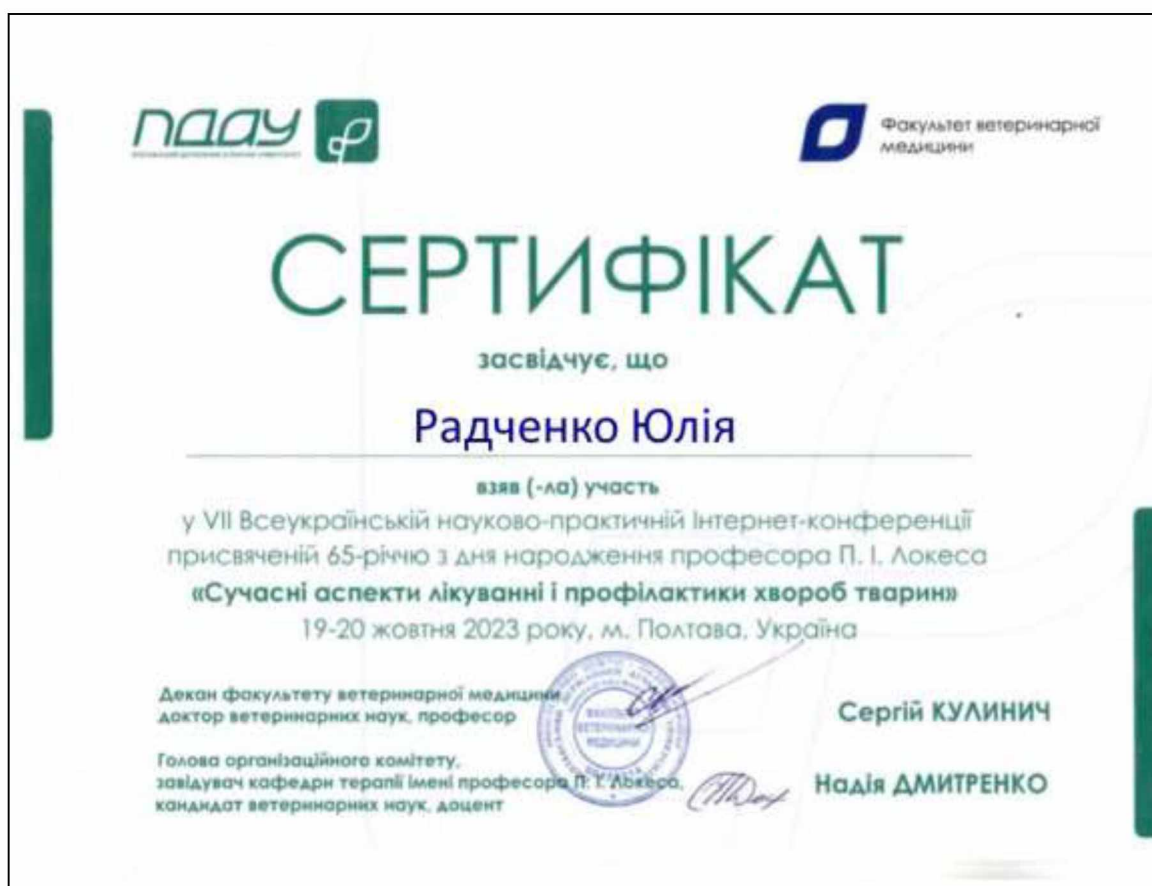 ПДАУ
Факультет ветеринарної
медицини
СЕРТИФІКАТ
засвідчує, що
Радченко Юлія
взяв (-ла) участь
у VII Всеукраїнській науково-практичній Інтернет-конференції
присвяченій 65-річчю з дня народження професора П. І. Локеса
«Сучасні аспекти лікуванні і профілактики хвороб тварин»
19-20 жовтня 2023 року, м. Полтава, Україна
Декан факультету ветеринарної медицини
доктор ветеринарних наук, професор
Сергій КУЛИНИЧ
Голова організаційного комітету,
завідувач кафедри терапії імені професора П. І. Локеса,
кандидат ветеринарних наук, доцент
Надія ДМИТРЕНКО
ФАКУЛЬТЕТ
ВЕТЕРИНАРНОЇ
МЕДИЦИНИ